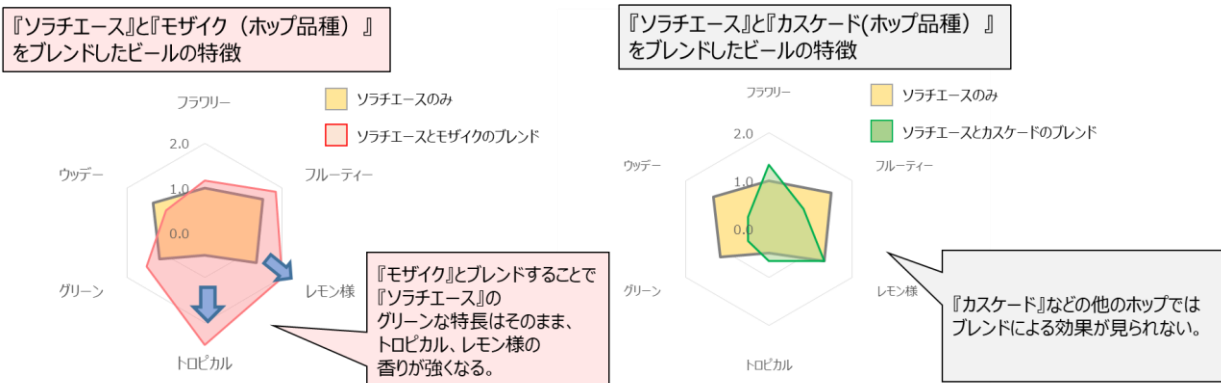 『ソラチエース』と『モザイク（ホップ品種）』
をブレンドしたビールの特徴
フラワリー
ソラチエースのみ
ソラチエースとモザイクのブレンド
2.0
ウッデー
フルーティー
1.0
0.0
グリーン
レモン様
トロピカル
『モザイク』とブレンドすることで
『ソラチエース』の
グリーンな特長はそのまま、
トロピカル、レモン様の
香りが強くなる。
『ソラチエース』と『カスケード(ホップ品種）』
をブレンドしたビールの特徴
フラワリー
ソラチエースのみ
ソラチエースとカスケードのブレンド
2.0
ウッデー
フルーティー
1.0
0.0
グリーン
レモン様
トロピカル
『カスケード』などの他のホップでは
ブレンドによる効果が見られない。